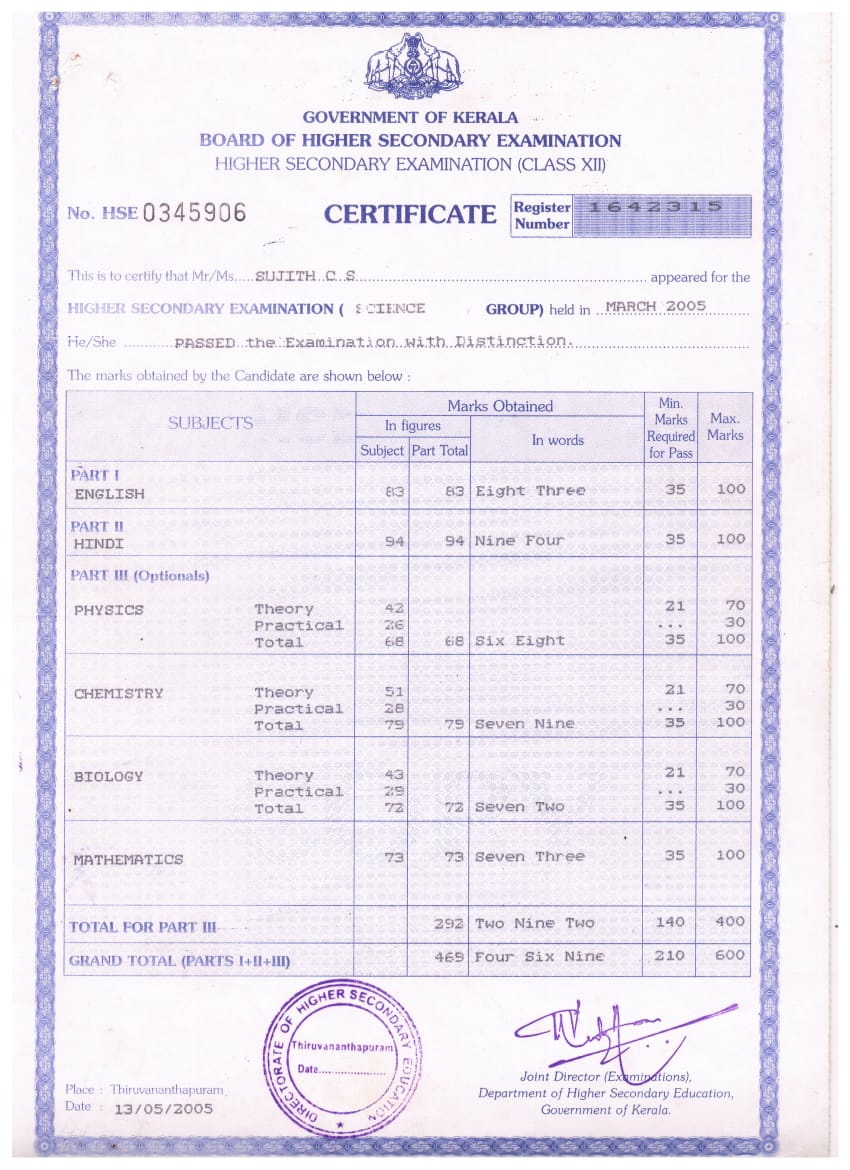 GOVERNMENT OF KERALA
BOARD OF HIGHER SECONDARY EXAMINATION
HIGHER SECONDARY EXAMINATION (CLASS XII)
No. HSE 0345906 CERTIFICATE Register Number 1642315
This is to certify that Mr/Ms.....SUJITH C S.......... appeared for the
HIGHER SECONDARY EXAMINATION ( SCIENCE GROUP) held in ..MARCH 2005
He/She ..........PASSED the Examination with Distinction.
The marks obtained by the Candidate are shown below :
SUBJECTS Marks Obtained Min. Marks Required for Pass Max. Marks
In figures In words
Subject Part Total
PART I
ENGLISH 83 83 Eight Three 35 100
PART II
HINDI 94 94 Nine Four 35 100
PART III (Optionals)
PHYSICS Theory 42 21 70
Practical 26 ... 30
Total 68 68 Six Eight 35 100
CHEMISTRY Theory 51 21 70
Practical 28 ... 30
Total 79 79 Seven Nine 35 100
BIOLOGY Theory 43 21 70
Practical 29 ... 30
Total 72 72 Seven Two 35 100
MATHEMATICS 73 73 Seven Three 35 100
TOTAL FOR PART III 292 Two Nine Two 140 400
GRAND TOTAL (PARTS I+II+III) 469 Four Six Nine 210 600
DIRECTORATE OF HIGHER SECONDARY EDUCATION
Thiruvananthapuram
Date....................
Joint Director (Examinations),
Place : Thiruvananthapuram Department of Higher Secondary Education,
Date : 13/05/2005 Government of Kerala.